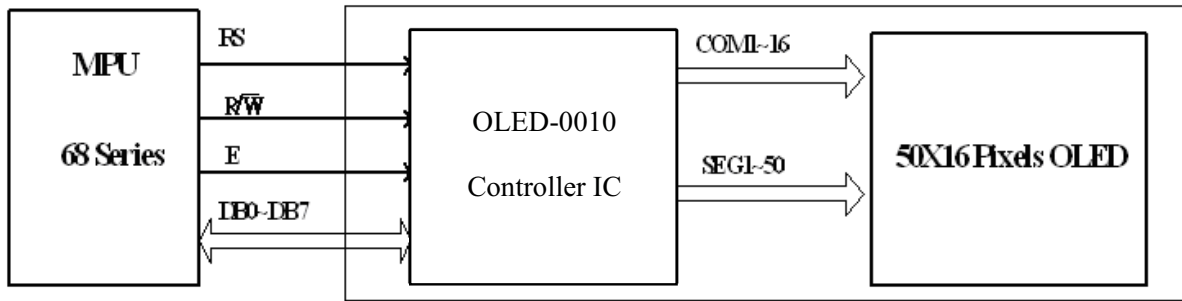 MPU
68 Series
RS
R/W̅
E
DB0~DB7
OLED-0010
Controller IC
COM1~16
SEG1~50
50X16 Pixels OLED